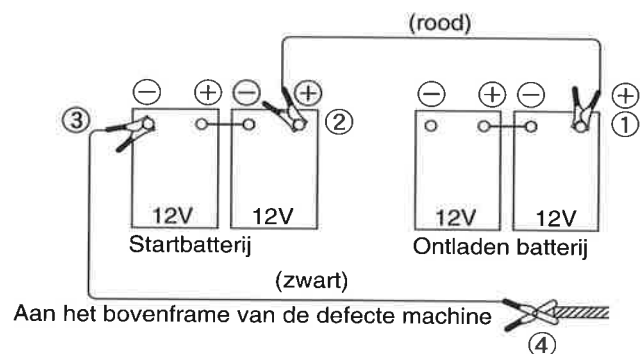 (rood)
⊖ ⊕ ⊖ ⊕ ⊖ ⊕ ⊖ ⊕
③ ② ①
12V 12V 12V 12V
Startbatterij Ontladen batterij
(zwart)
Aan het bovenframe van de defecte machine
④